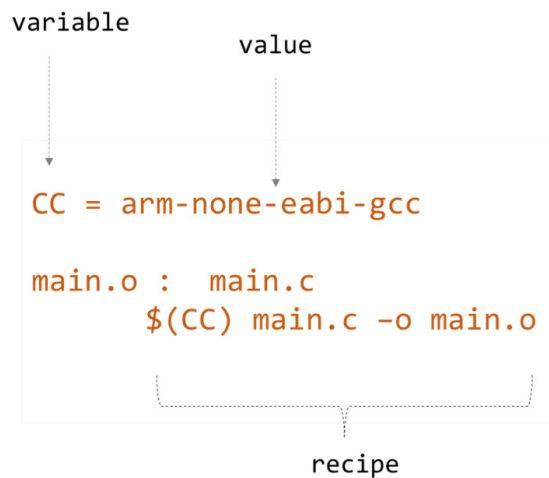 variable
value
CC = arm-none-eabi-gcc
main.o :  main.c
$(CC) main.c –o main.o
recipe